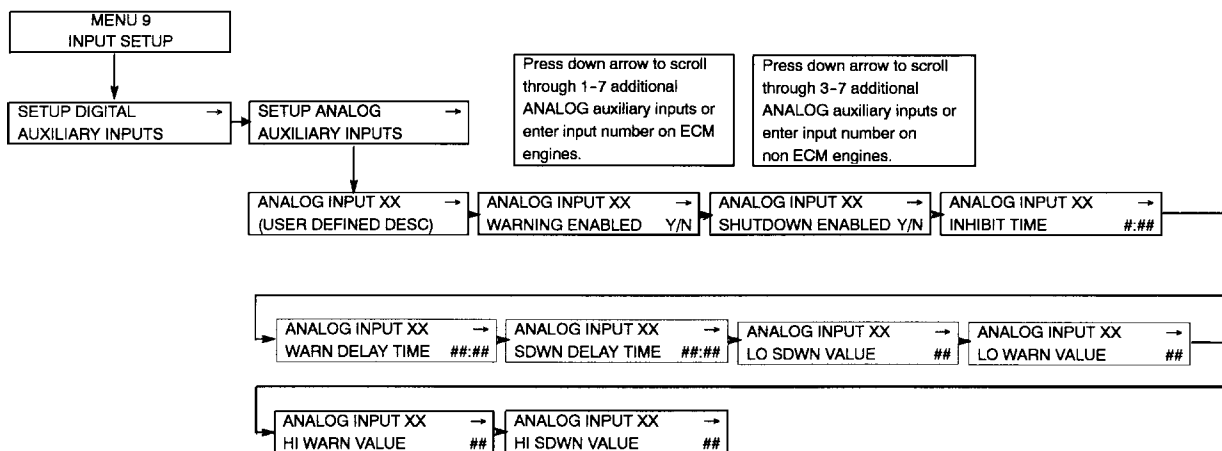 MENU 9
INPUT SETUP
Press down arrow to scroll
through 1-7 additional
ANALOG auxiliary inputs or
enter input number on ECM
engines.
Press down arrow to scroll
through 3-7 additional
ANALOG auxiliary inputs or
enter input number on
non ECM engines.
SETUP DIGITAL →
AUXILIARY INPUTS
SETUP ANALOG →
AUXILIARY INPUTS
ANALOG INPUT XX →
(USER DEFINED DESC)
ANALOG INPUT XX →
WARNING ENABLED Y/N
ANALOG INPUT XX →
SHUTDOWN ENABLED Y/N
ANALOG INPUT XX →
INHIBIT TIME #:##
ANALOG INPUT XX →
WARN DELAY TIME ##:##
ANALOG INPUT XX →
SDWN DELAY TIME ##:##
ANALOG INPUT XX →
LO SDWN VALUE ##
ANALOG INPUT XX →
LO WARN VALUE ##
ANALOG INPUT XX →
HI WARN VALUE ##
ANALOG INPUT XX →
HI SDWN VALUE ##